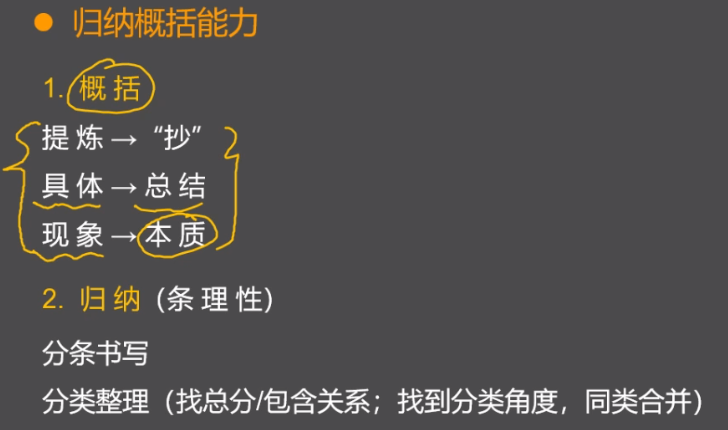 ● 归纳概括能力
1. 概括
提炼→“抄”
具体→总结
现象→本质
2. 归纳（条理性）
分条书写
分类整理（找总分/包含关系；找到分类角度，同类合并）